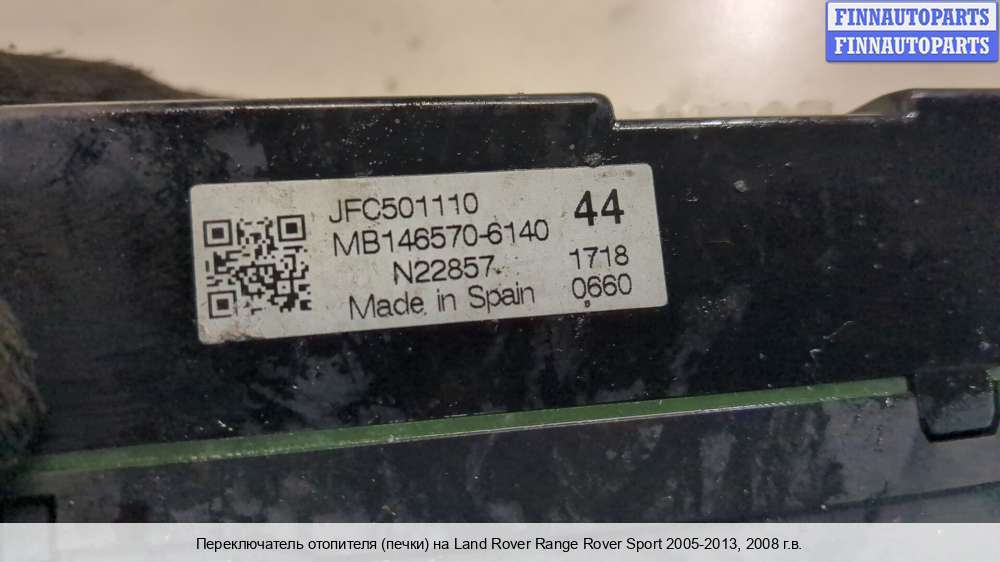 FINNAUTOPARTS
FINNAUTOPARTS
JFC501110
44
MB146570-6140
N22857
1718
Made in Spain
0660
Переключатель отопителя (печки) на Land Rover Range Rover Sport 2005-2013, 2008 г.в.